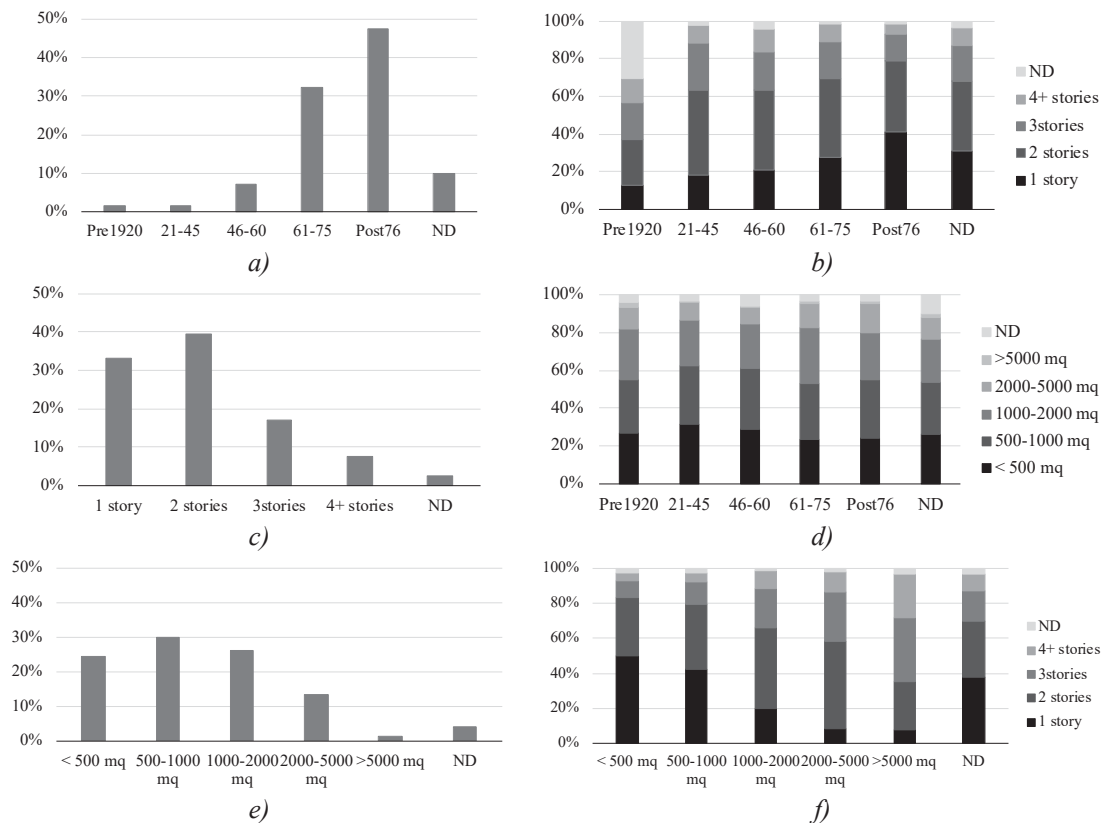 50%
40%
30%
20%
10%
0%
Pre1920 21-45 46-60 61-75 Post76 ND
a)
100%
80%
60%
40%
20%
0%
Pre1920 21-45 46-60 61-75 Post76 ND
ND
4+ stories
3stories
2 stories
1 story
b)
50%
40%
30%
20%
10%
0%
1 story 2 stories 3stories 4+ stories ND
c)
100%
80%
60%
40%
20%
0%
Pre1920 21-45 46-60 61-75 Post76 ND
ND
>5000 mq
2000-5000 mq
1000-2000 mq
500-1000 mq
< 500 mq
d)
50%
40%
30%
20%
10%
0%
< 500 mq 500-1000 1000-2000 2000-5000 >5000 mq ND
mq mq mq
e)
100%
80%
60%
40%
20%
0%
< 500 mq 500-1000 1000-2000 2000-5000 >5000 mq ND
mq mq mq
ND
4+ stories
3stories
2 stories
1 story
f)